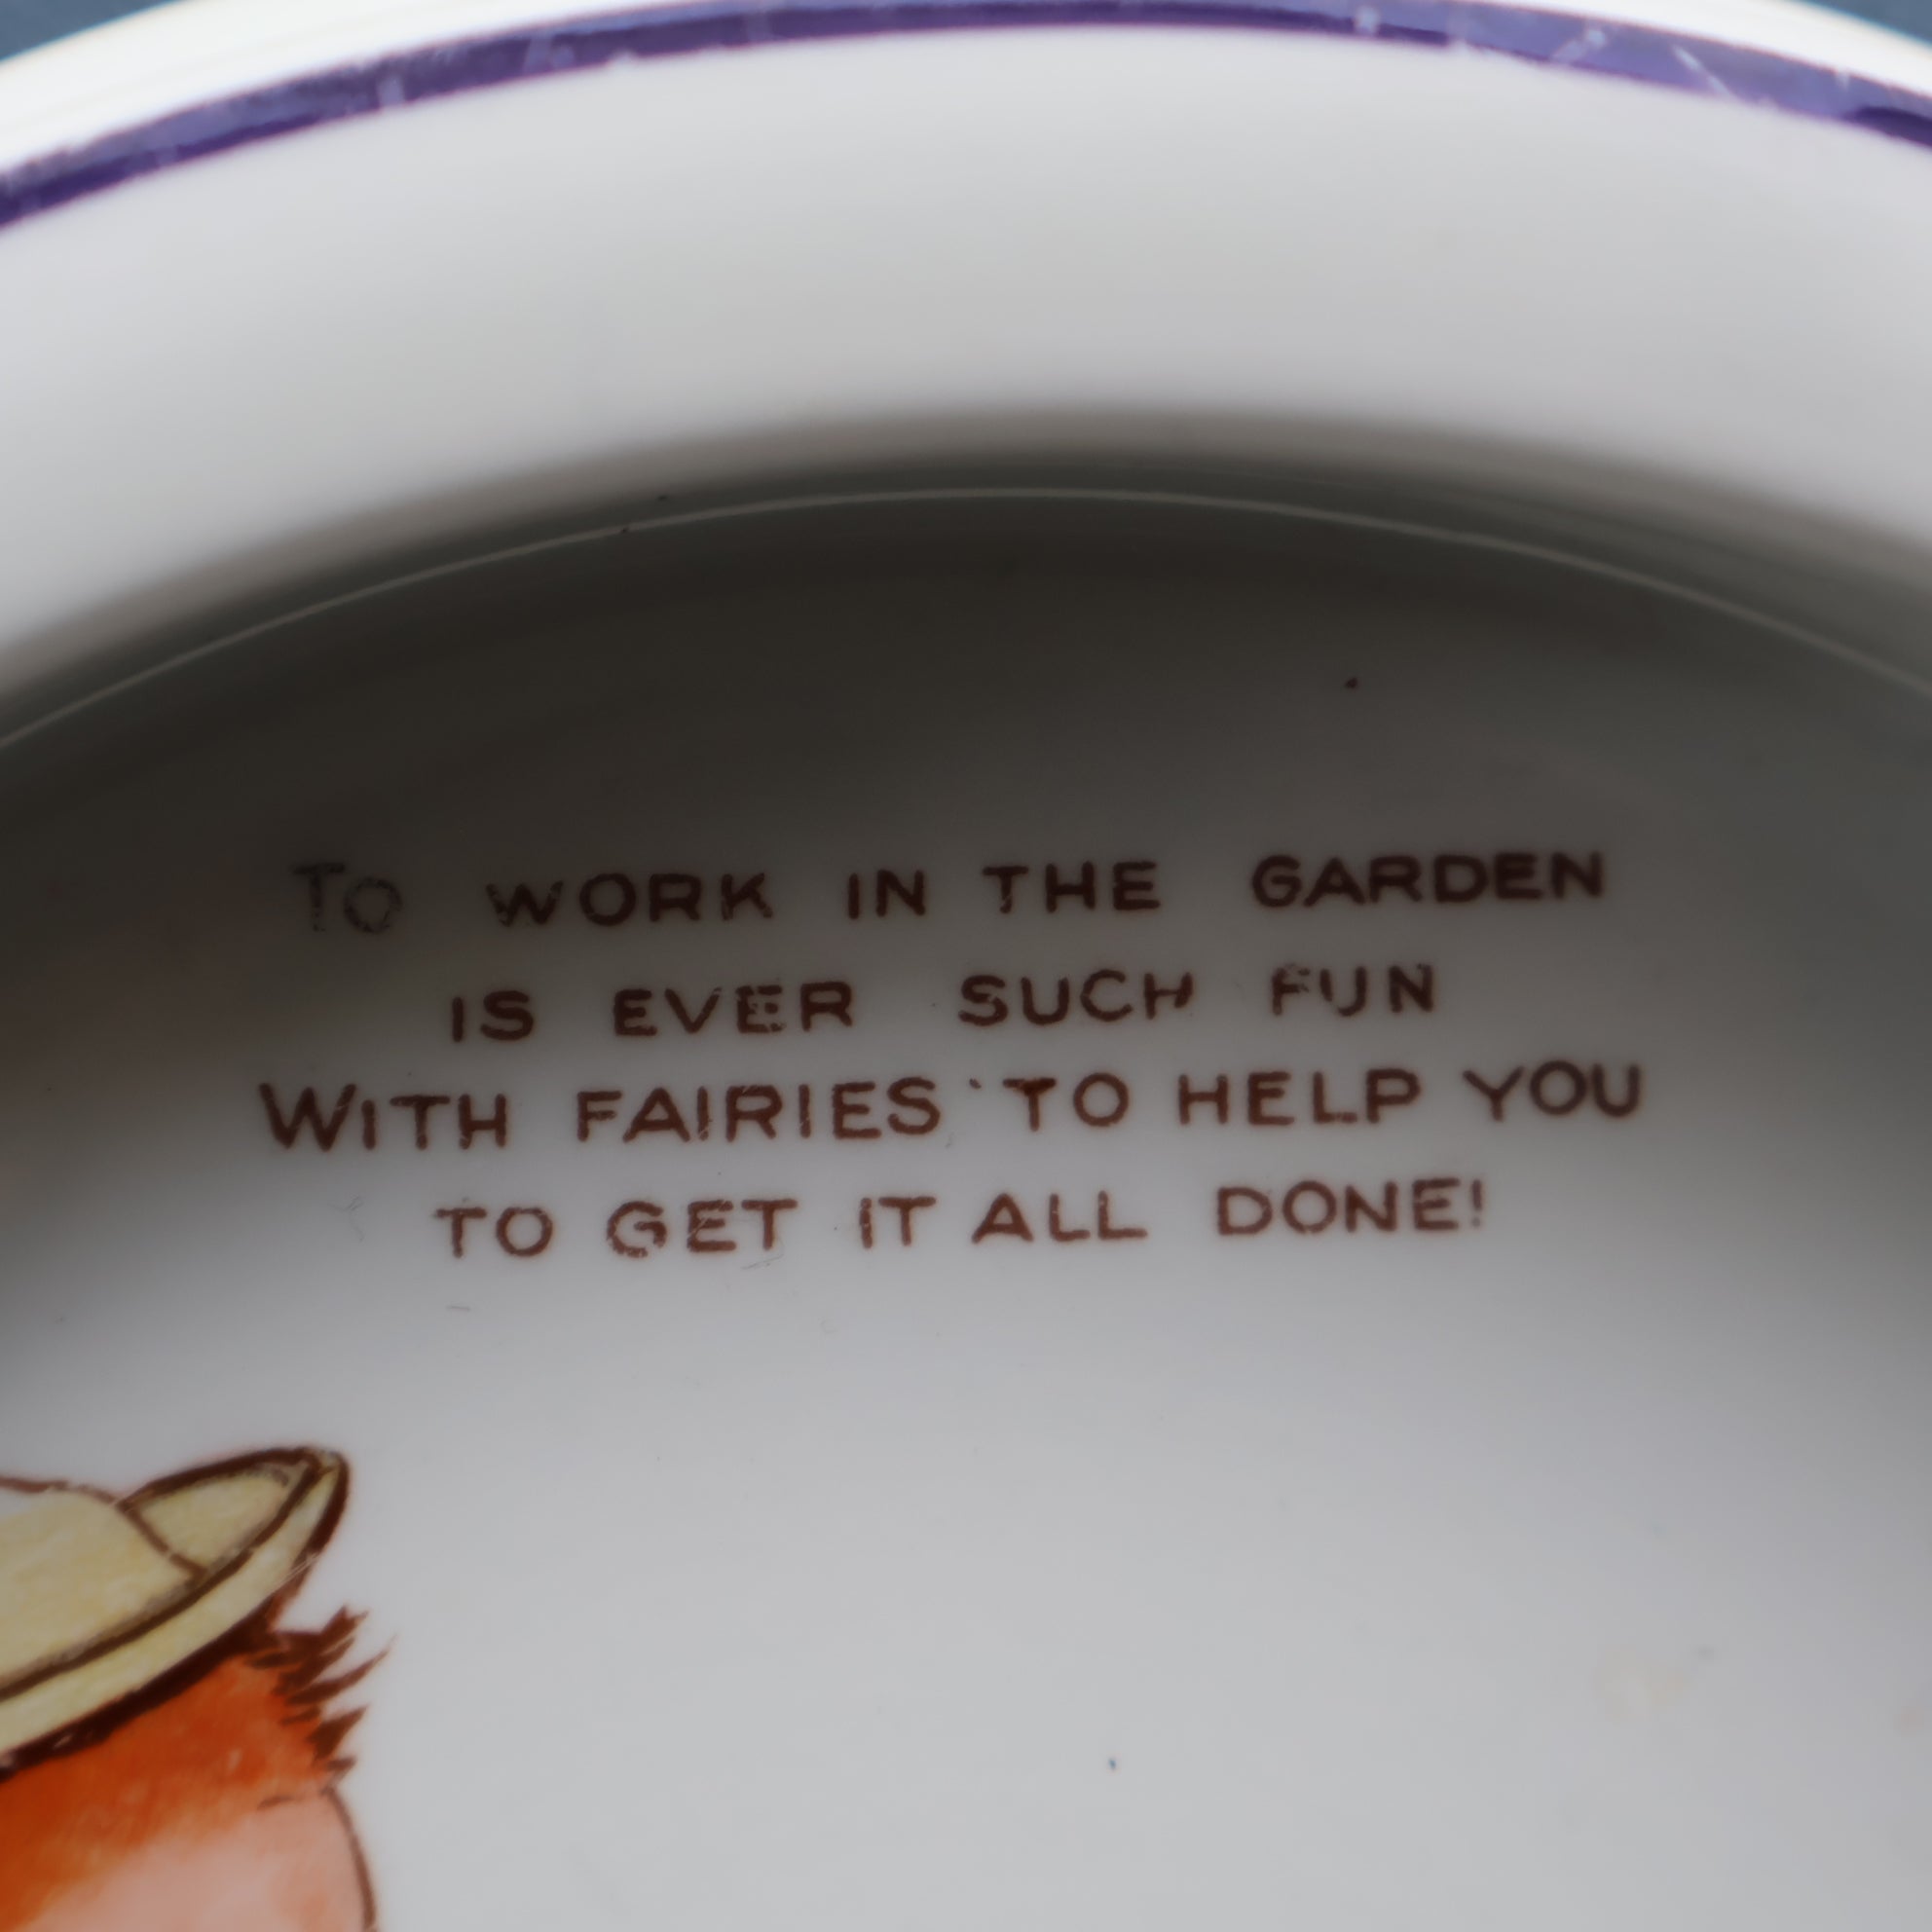 To WORK IN THE GARDEN
IS EVER SUCH FUN
WITH FAIRIES TO HELP YOU
TO GET IT ALL DONE!